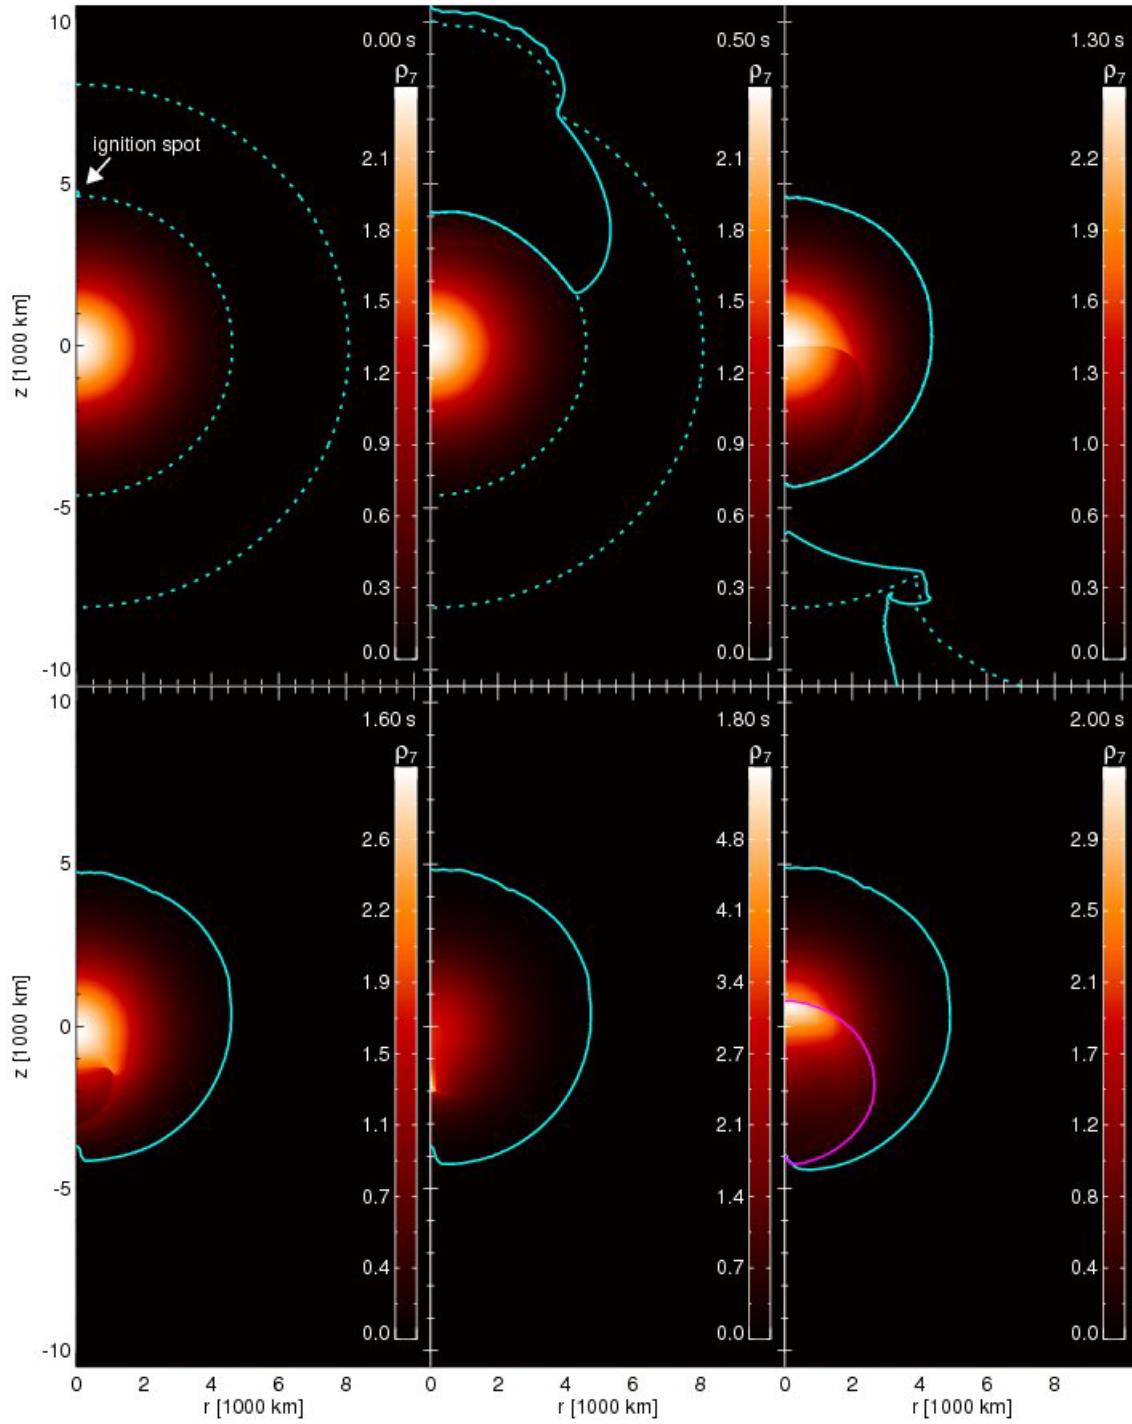 0.00 s
ρ7
2.1
1.8
1.5
1.2
0.9
0.6
0.3
0.0
ignition spot
10
5
0
-5
-10
z [1000 km]
0.50 s
ρ7
2.1
1.8
1.5
1.2
0.9
0.6
0.3
0.0
1.30 s
ρ7
2.2
1.9
1.6
1.3
1.0
0.6
0.3
0.0
1.60 s
ρ7
2.6
2.2
1.9
1.5
1.1
0.7
0.4
0.0
10
5
0
-5
-10
z [1000 km]
0 2 4 6 8
r [1000 km]
1.80 s
ρ7
4.8
4.1
3.4
2.7
2.1
1.4
0.7
0.0
0 2 4 6 8
r [1000 km]
2.00 s
ρ7
2.9
2.5
2.1
1.7
1.2
0.8
0.4
0.0
0 2 4 6 8
r [1000 km]